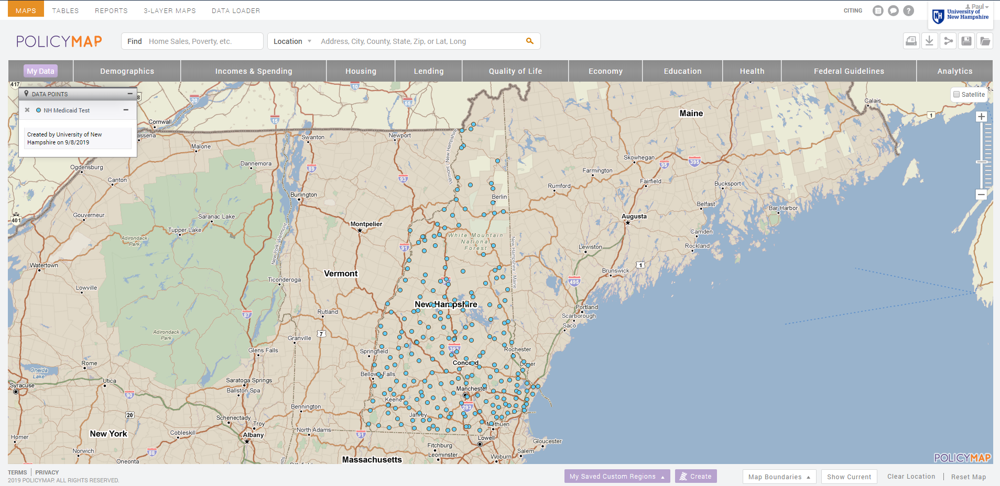 MAPS TABLES REPORTS 3-LAYER MAPS DATA LOADER CITING ? Paul
NH University of
New Hampshire
POLICYMAP Find Home Sales, Poverty, etc. Location Address, City, County, State, Zip, or Lat, Long
My Data Demographics Incomes & Spending Housing Lending Quality of Life Economy Education Health Federal Guidelines Analytics
DATA POINTS
NH Medicaid Test
Created by University of New
Hampshire on 9/8/2019
Satellite
417
10
20
55
15
1
Calais
Maine
Cornwall
Massena
Malone
Swanton
Newport
Vermont / New Hampshire
Ogdensburg
Dannemora
89
93
Skowhegan
95
395
Canton
Farmington
Fairfield
Rumford
Bucksport
Burlington
Berlin
Belfast
Bar Harbor
Gouverneur
Saranac Lake
401
Montpelier
Augusta
Tupper Lake
Camden
Adirondack
Park
White Mountain
National
Forest
New York / Vermont
New Hampshire / Maine
91
Lewiston
Rockland
Watertown
Vermont
Brunswick
1
Ticonderoga
495
Lowville
New Hampshire
Portland
Rutland
87
Scarborough
Saco
Adirondack
Park
7
Granville
Glens Falls
Springfield
393
Rochester
Rome
Concord
Dover
Oneida
Lake
Bellows Falls
Utica
Saratoga Springs
Syracuse
Ballston Spa
Manchester
90
Keene
Bennington
293
20
Jaffrey
Schenectady
Troy
Methuen
New York
Cobleskill
Albany
North Adams
91
Homer
Lowell
Gloucester
Norwich
88
Fitchburg
Leominster
Salem
Woburn
Oneonta
Massachusetts
POLICYMAP
TERMS | PRIVACY
2019 POLICYMAP. ALL RIGHTS RESERVED.
My Saved Custom Regions Create Map Boundaries Show Current Clear Location | Reset Map